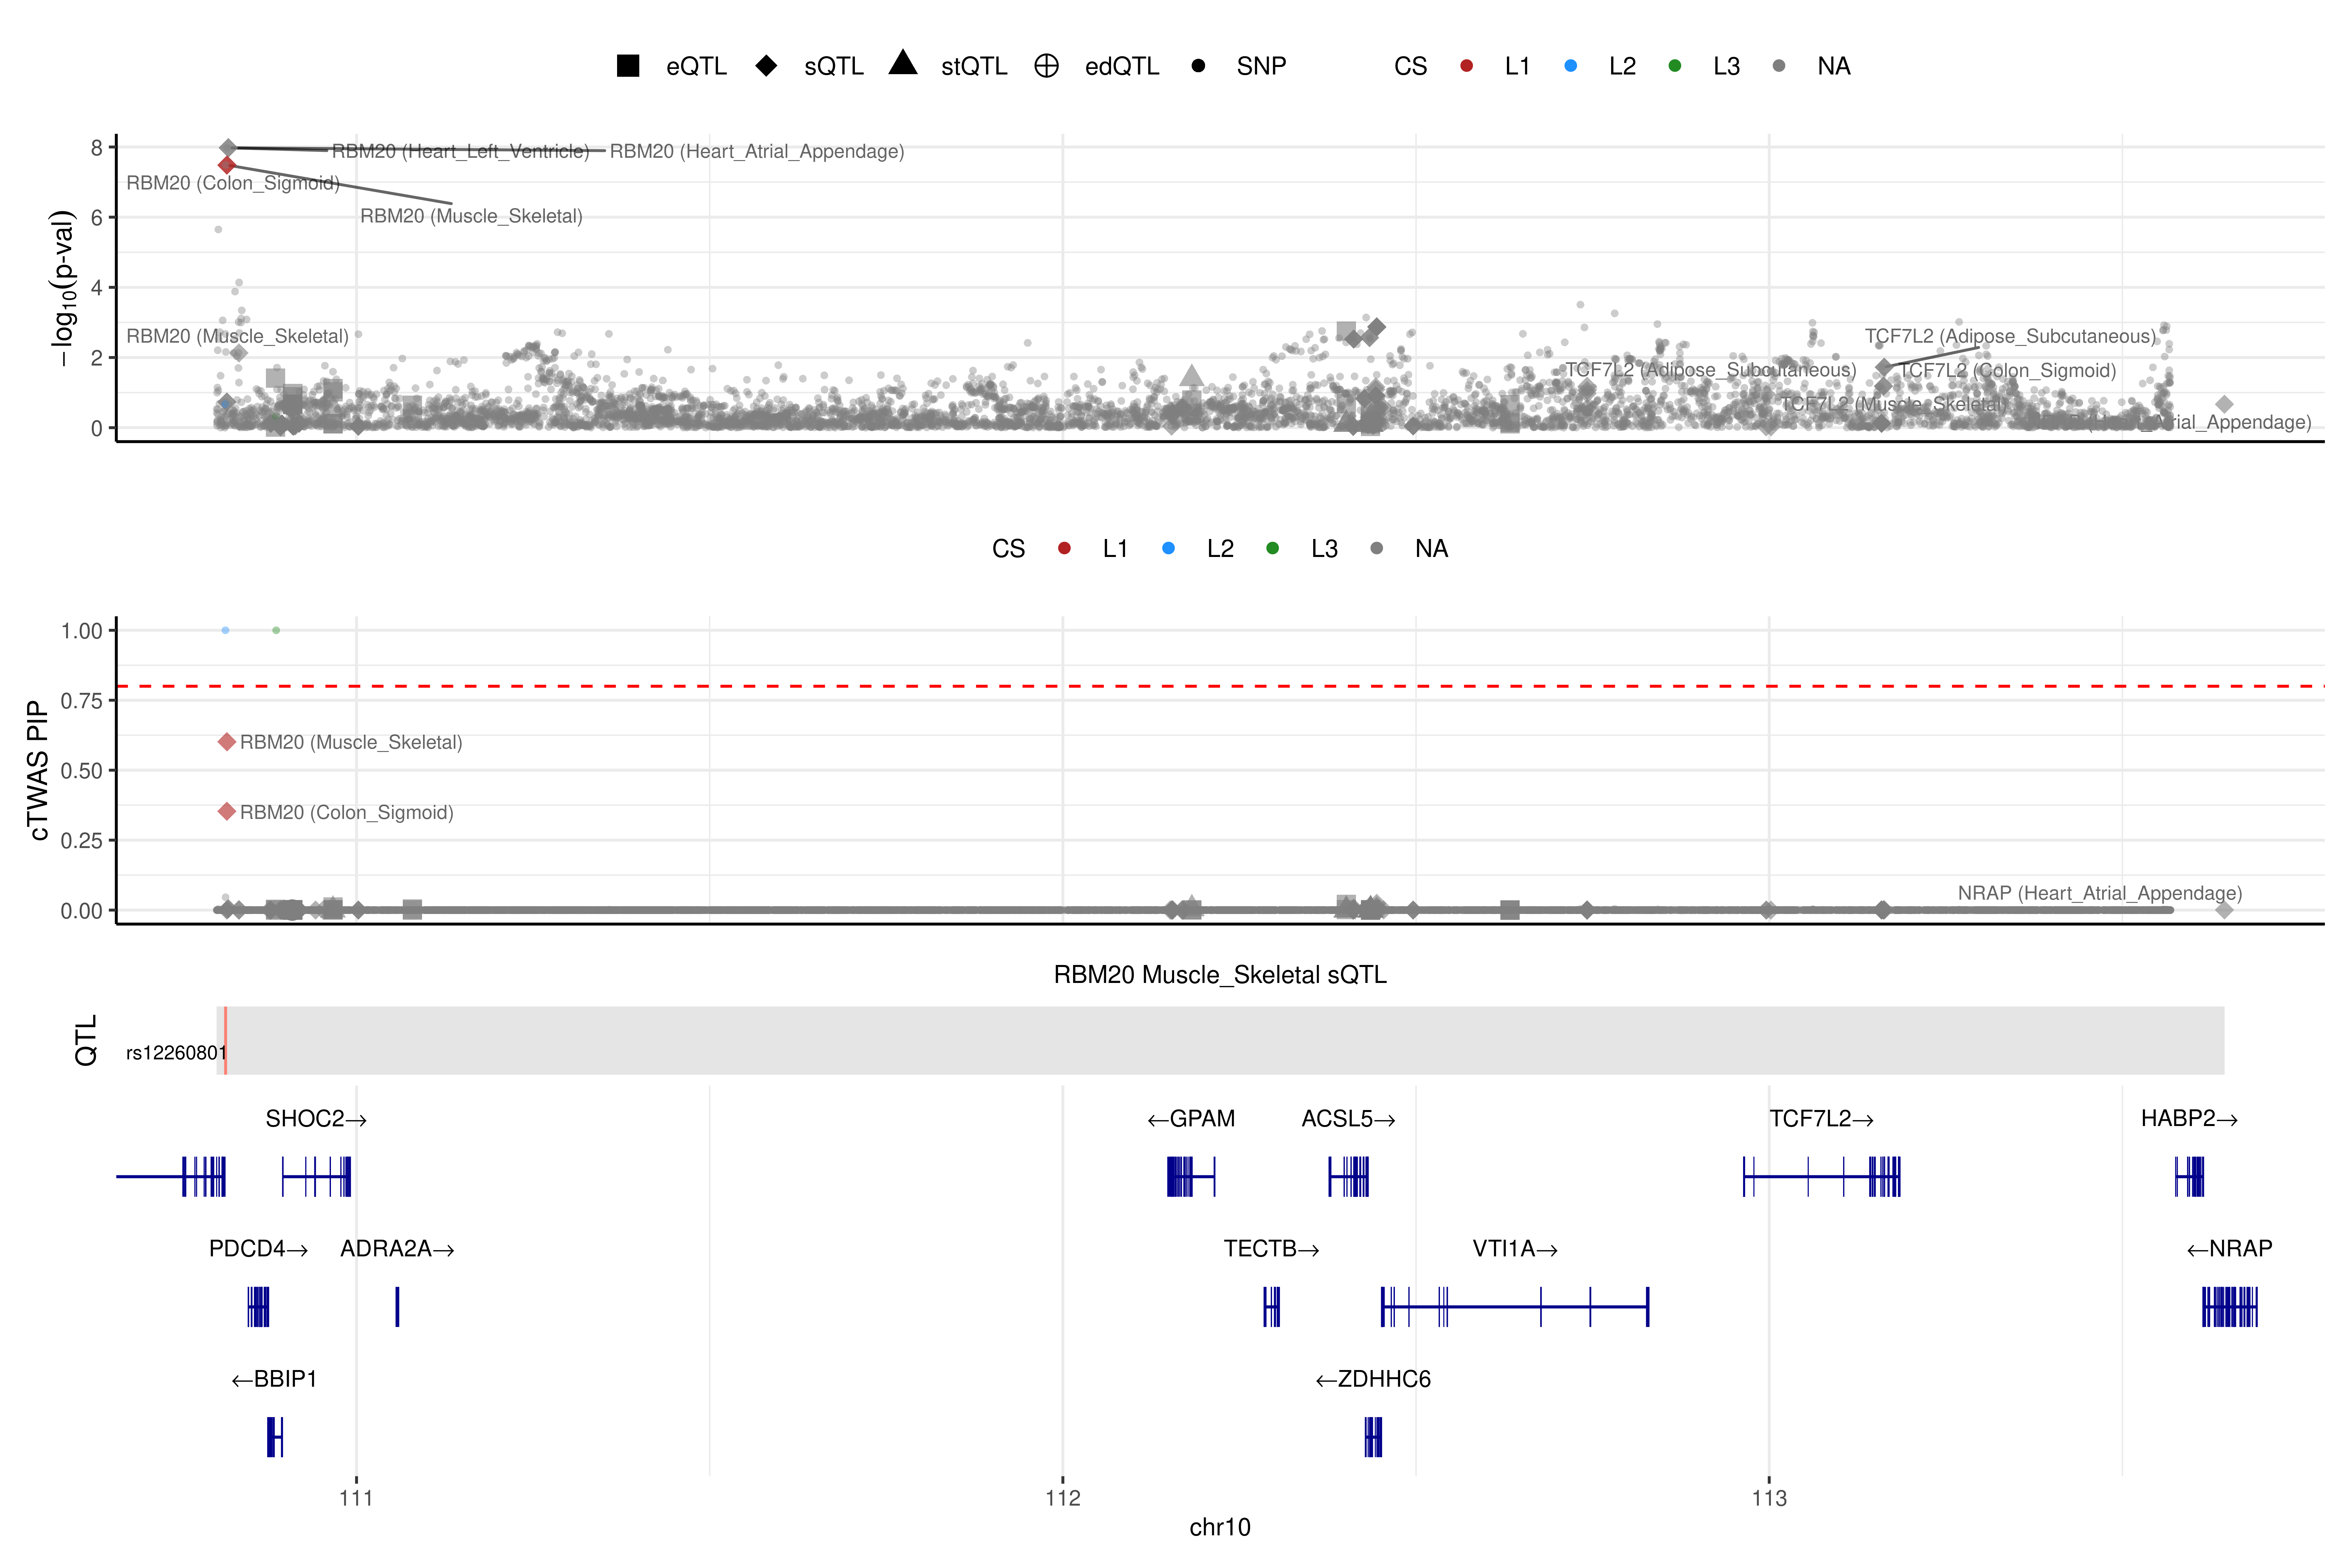 eQTL sQTL stQTL edQTL SNP CS L1 L2 L3 NA
−log10(p-val)
8
6
4
2
0
RBM20 (Heart_Left_Ventricle) RBM20 (Heart_Atrial_Appendage)
RBM20 (Colon_Sigmoid)
RBM20 (Muscle_Skeletal)
RBM20 (Muscle_Skeletal)
TCF7L2 (Adipose_Subcutaneous)
TCF7L2 (Adipose_Subcutaneous) TCF7L2 (Colon_Sigmoid)
TCF7L2 (Muscle_Skeletal)
CS L1 L2 L3 NA
cTWAS PIP
1.00
0.75
0.50
0.25
0.00
RBM20 (Muscle_Skeletal)
RBM20 (Colon_Sigmoid)
NRAP (Heart_Atrial_Appendage)
RBM20 Muscle_Skeletal sQTL
QTL
rs12260801
SHOC2→ ←GPAM ACSL5→ TCF7L2→ HABP2→
PDCD4→ ADRA2A→ TECTB→ VTI1A→ ←NRAP
←BBIP1 ←ZDHHC6
111 112 113
chr10